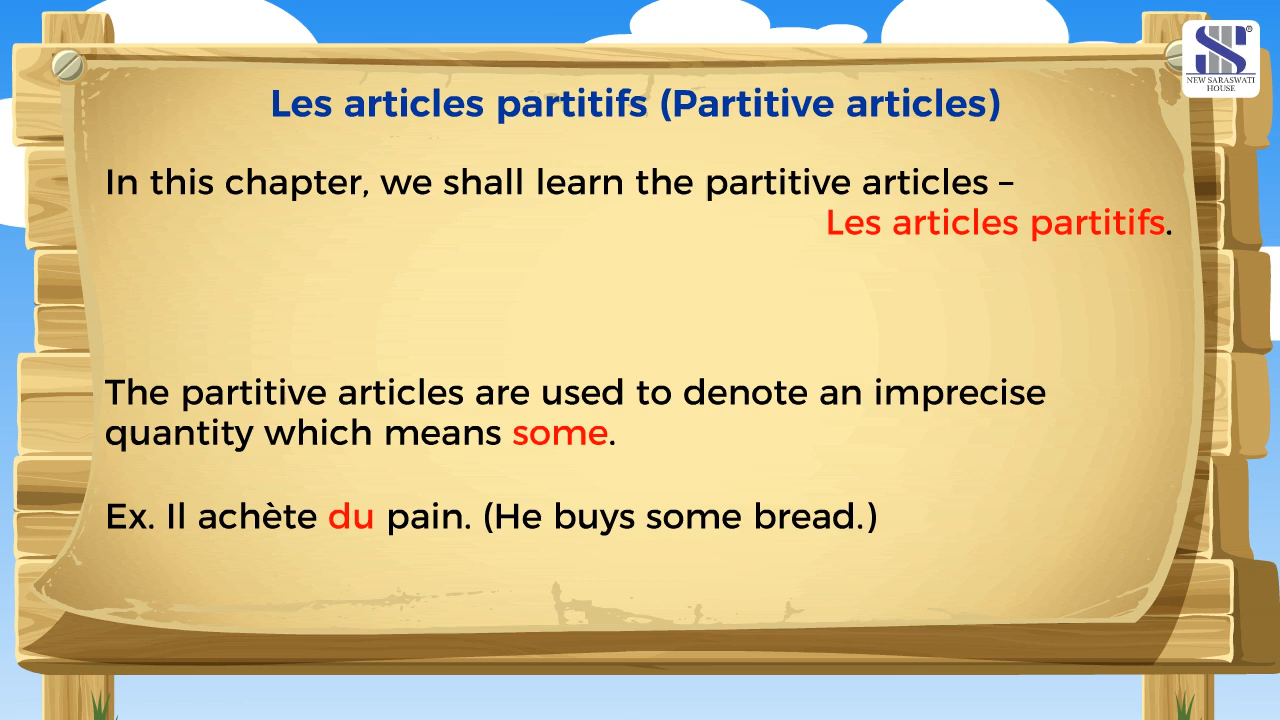 NEW SARASWATI
HOUSE
Les articles partitifs (Partitive articles)
In this chapter, we shall learn the partitive articles –
Les articles partitifs.
The partitive articles are used to denote an imprecise
quantity which means some.
Ex. Il achète du pain. (He buys some bread.)